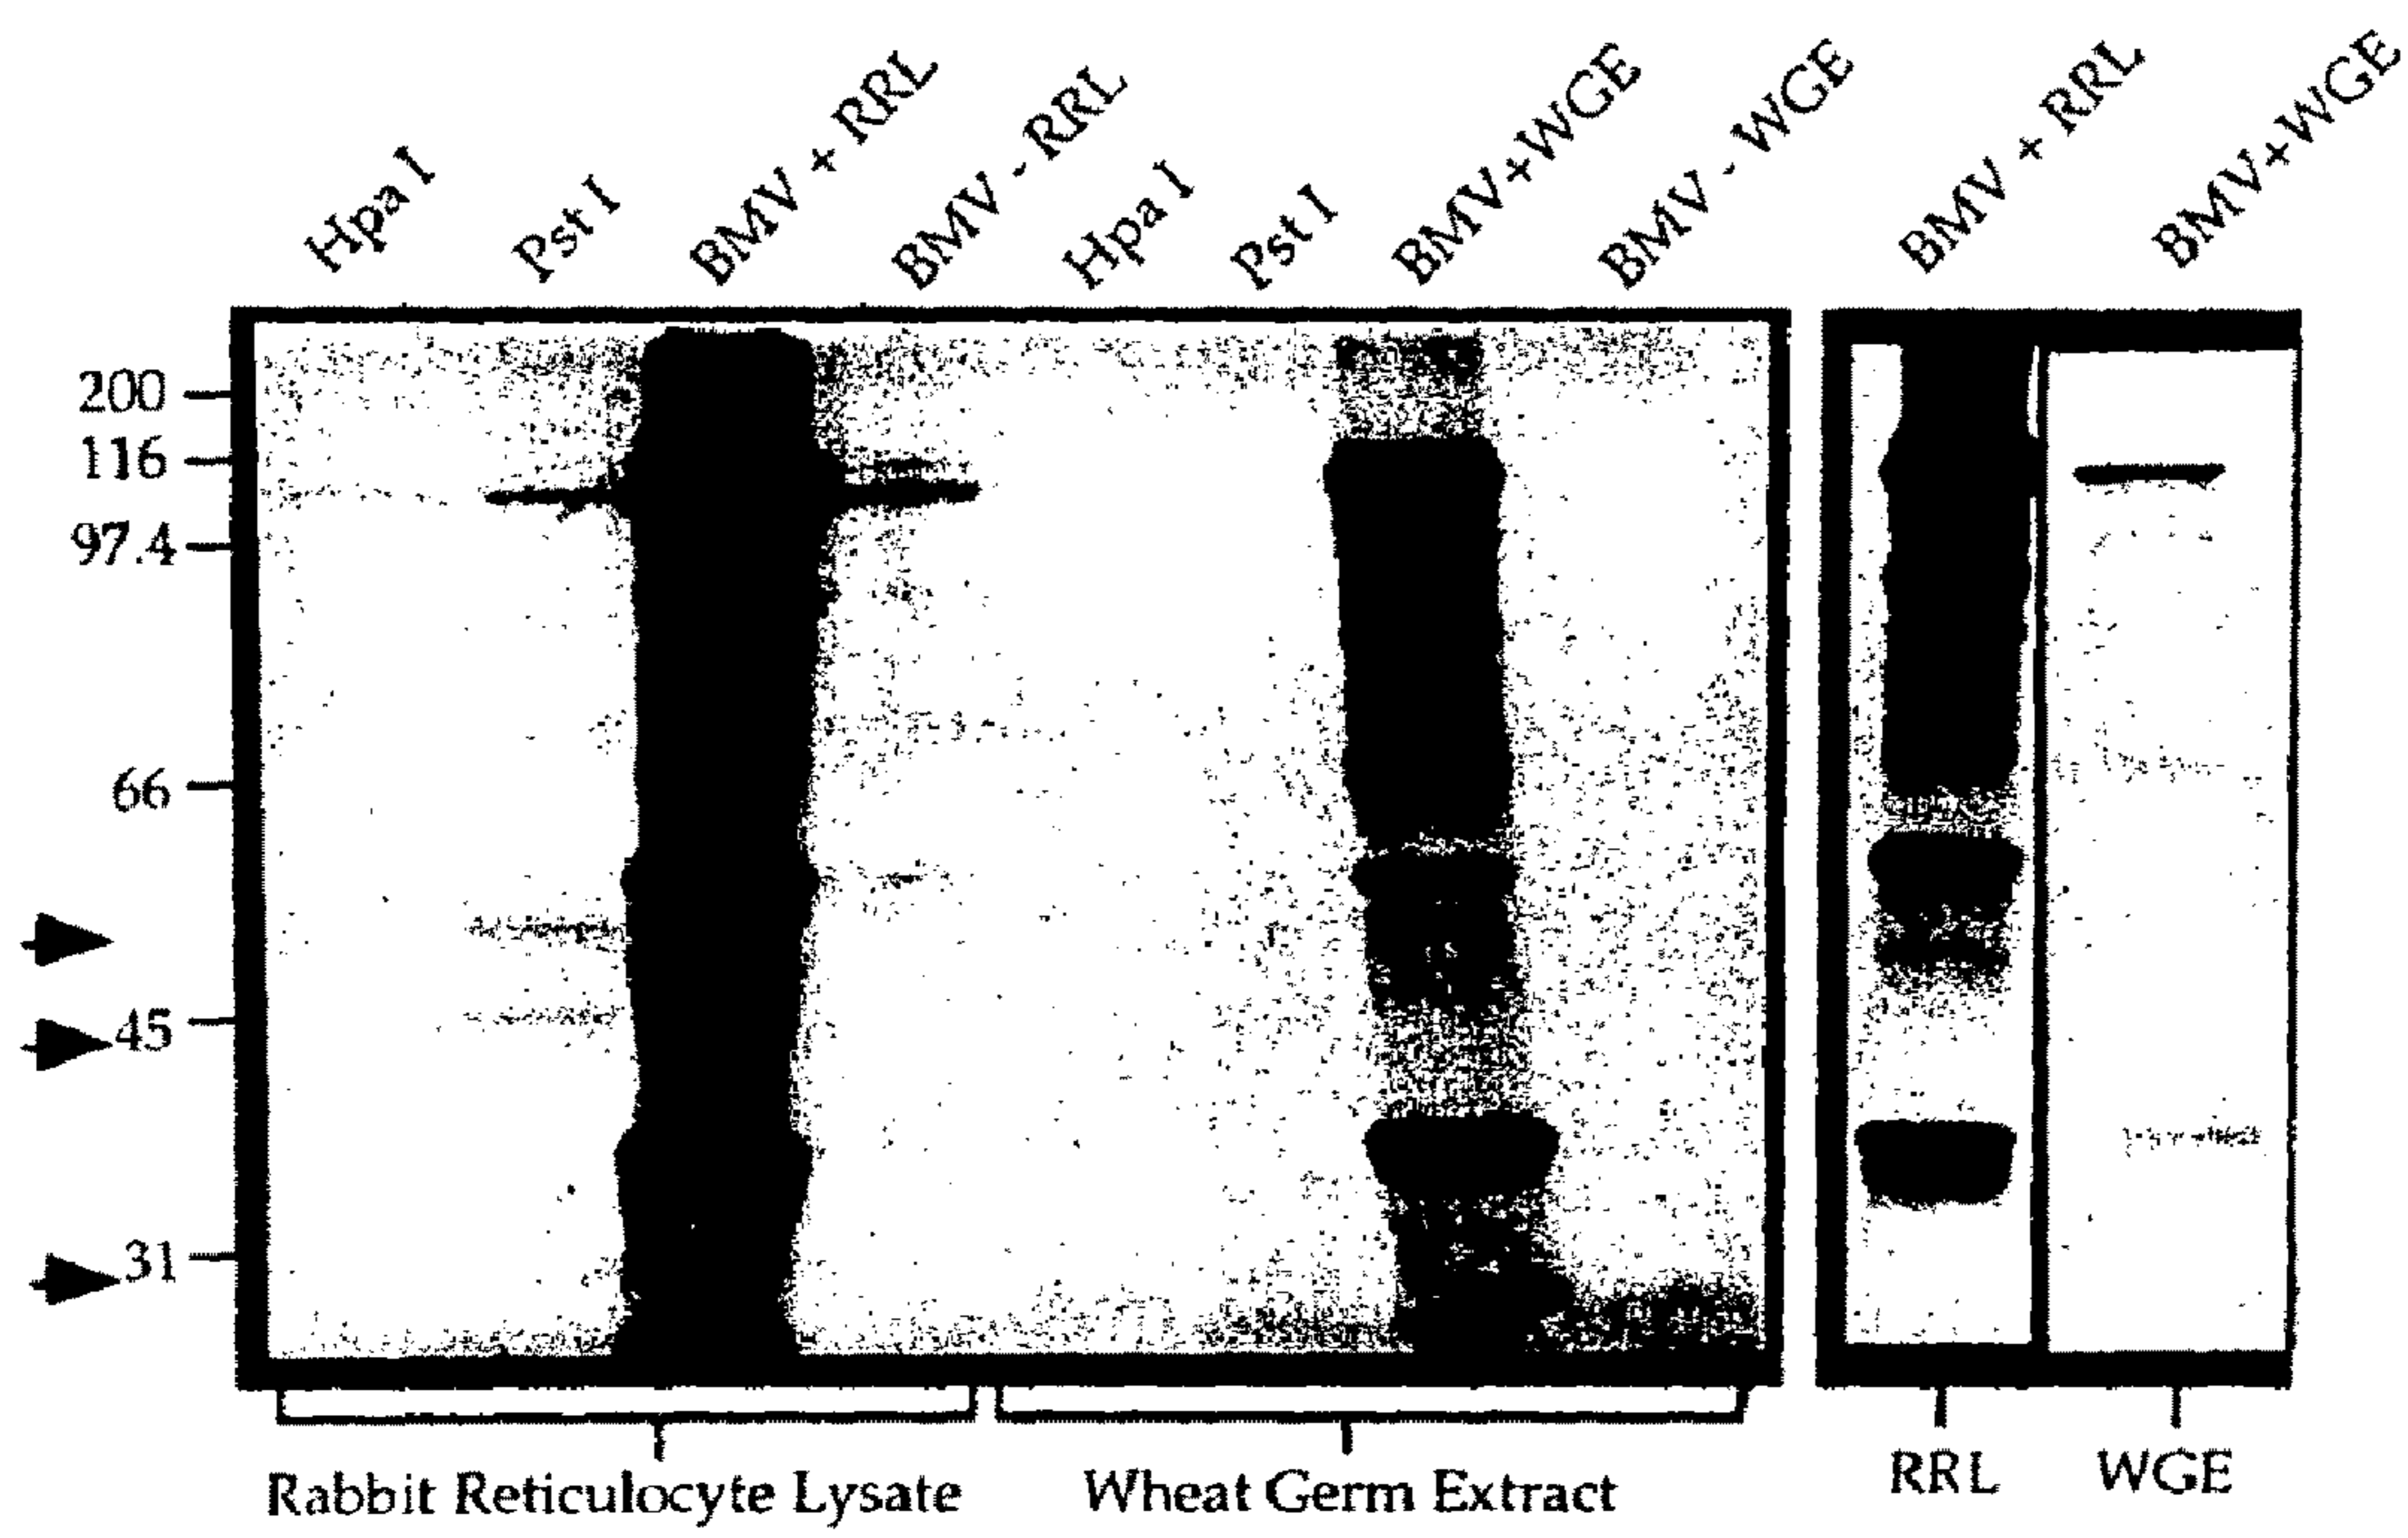 Hpa I
Pst I
BMV + RRL
BMV - RRL
Hpa I
Pst I
BMV+WGE
BMV - WGE
BMV + RRL
BMV+WGE
200
116
97.4
66
45
31
Rabbit Reticulocyte Lysate
Wheat Germ Extract
RRL
WGE